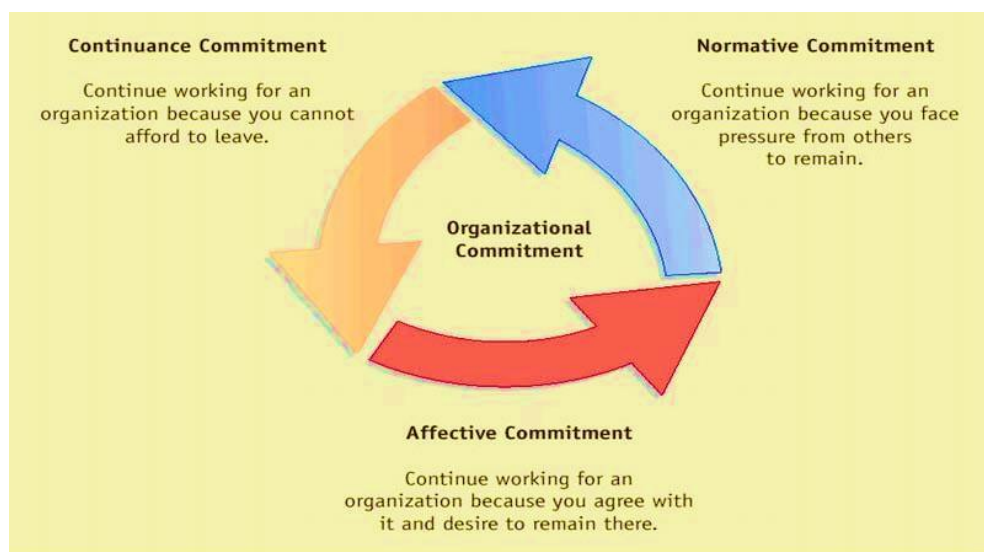 Continuance Commitment
Continue working for an
organization because you cannot
afford to leave.
Normative Commitment
Continue working for an
organization because you face
pressure from others
to remain.
Organizational
Commitment
Affective Commitment
Continue working for an
organization because you agree with
it and desire to remain there.